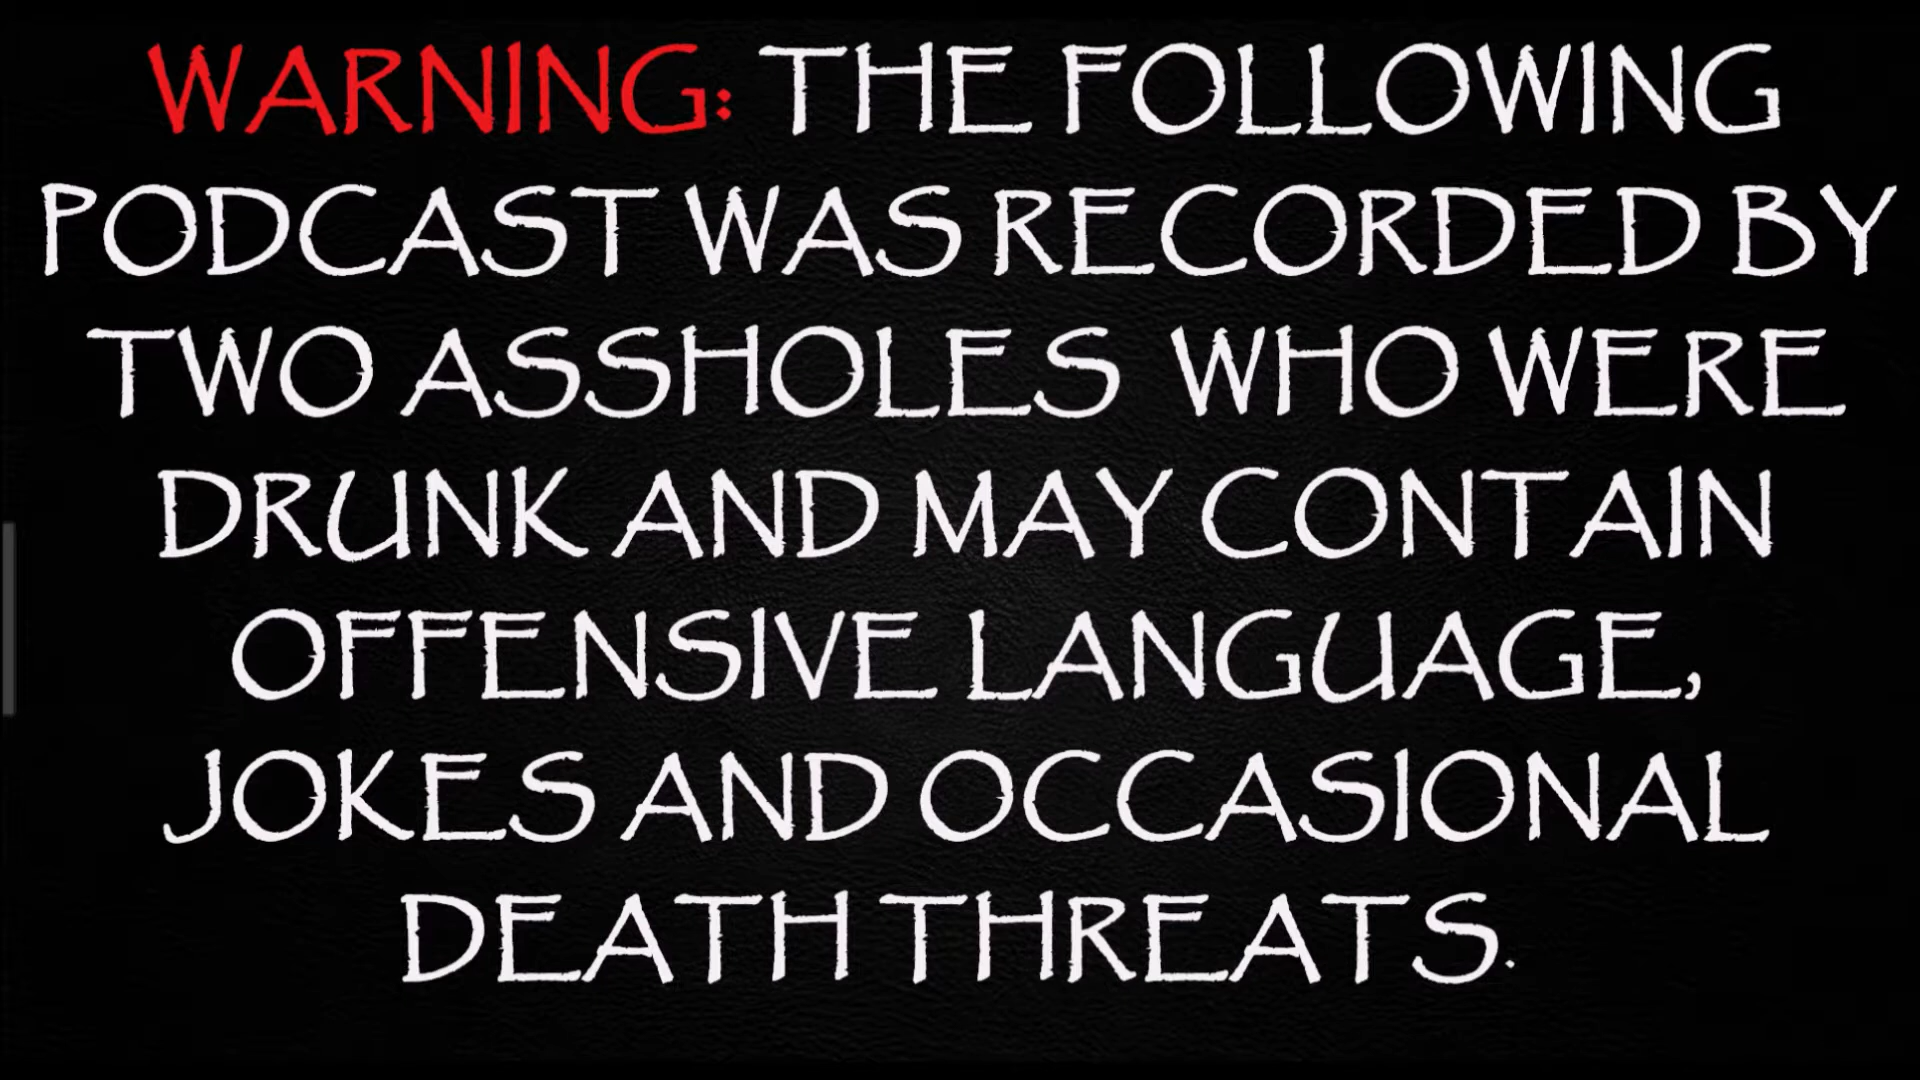 WARNING: THE FOLLOWING
PODCAST WAS RECORDED BY
TWO ASSHOLES WHO WERE
DRUNK AND MAY CONTAIN
OFFENSIVE LANGUAGE,
JOKES AND OCCASIONAL
DEATH THREATS.